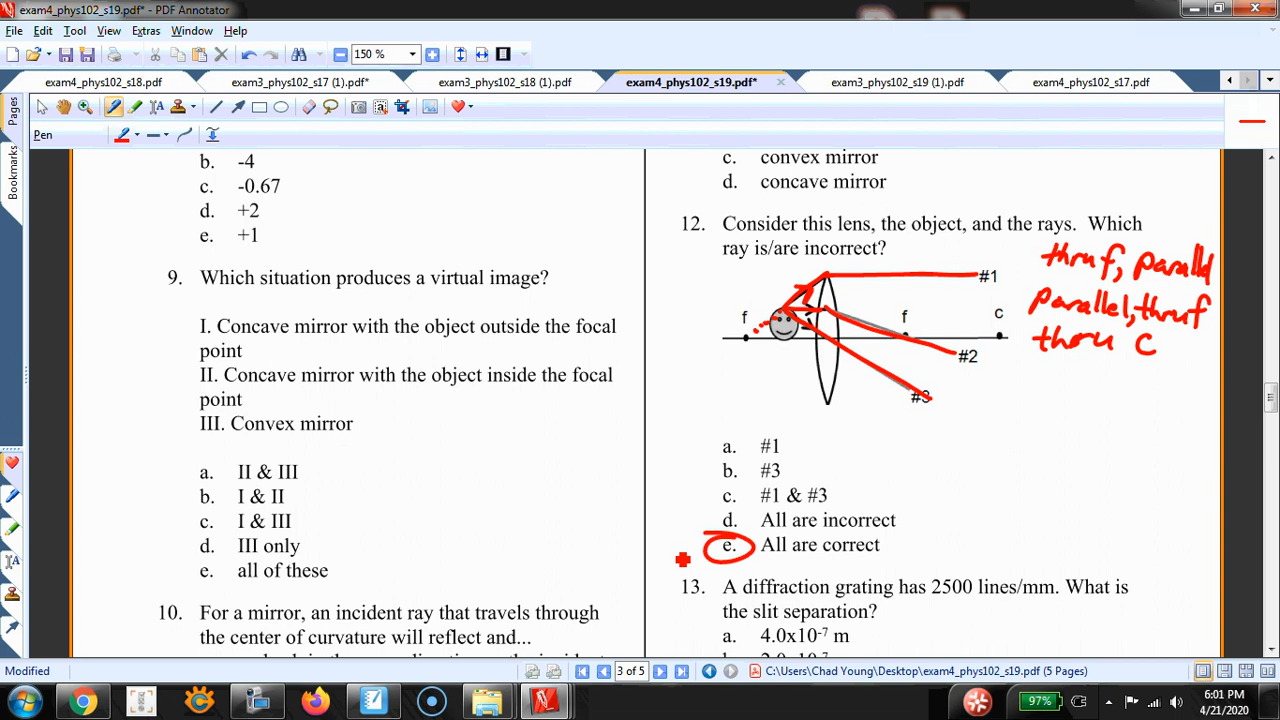 exam4_phys102_s19.pdf* - PDF Annotator
File Edit Tool View Extras Window Help
150 %
exam4_phys102_s18.pdf exam3_phys102_s17 (1).pdf* exam3_phys102_s18 (1).pdf exam4_phys102_s19.pdf* exam3_phys102_s19 (1).pdf exam4_phys102_s17.pdf
Pen
Pages
Bookmarks
b. -4
c. -0.67
d. +2
e. +1
9. Which situation produces a virtual image?
I. Concave mirror with the object outside the focal
point
II. Concave mirror with the object inside the focal
point
III. Convex mirror
a. II & III
b. I & II
c. I & III
d. III only
e. all of these
10. For a mirror, an incident ray that travels through
the center of curvature will reflect and...
c. convex mirror
d. concave mirror
12. Consider this lens, the object, and the rays. Which
ray is/are incorrect?
#1
f
f
c
#2
#3
thru f, parallel
parallel, thru f
thru C
a. #1
b. #3
c. #1 & #3
d. All are incorrect
e. All are correct
13. A diffraction grating has 2500 lines/mm. What is
the slit separation?
a. 4.0x10-7 m
Modified
3 of 5
C:\Users\Chad Young\Desktop\exam4_phys102_s19.pdf (5 Pages)
97%
6:01 PM
4/21/2020